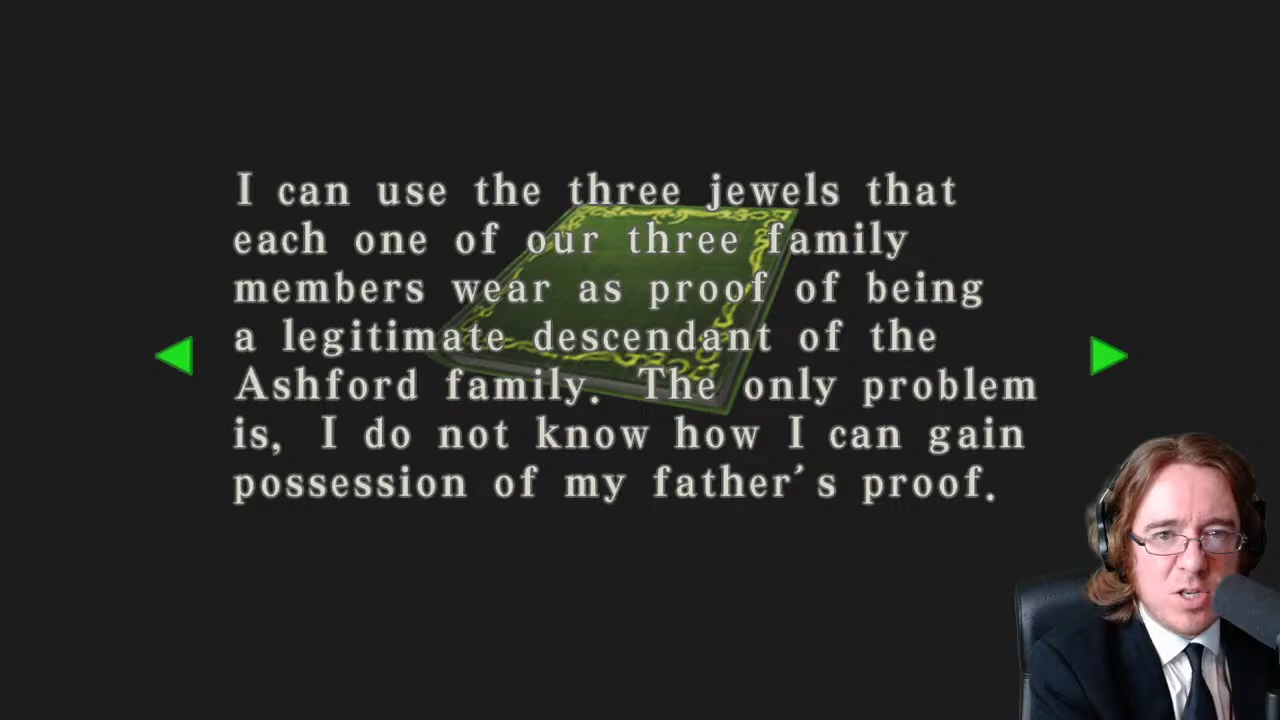 I can use the three jewels that
each one of our three family
members wear as proof of being
a legitimate descendant of the
Ashford family. The only problem
is, I do not know how I can gain
possession of my father's proof.